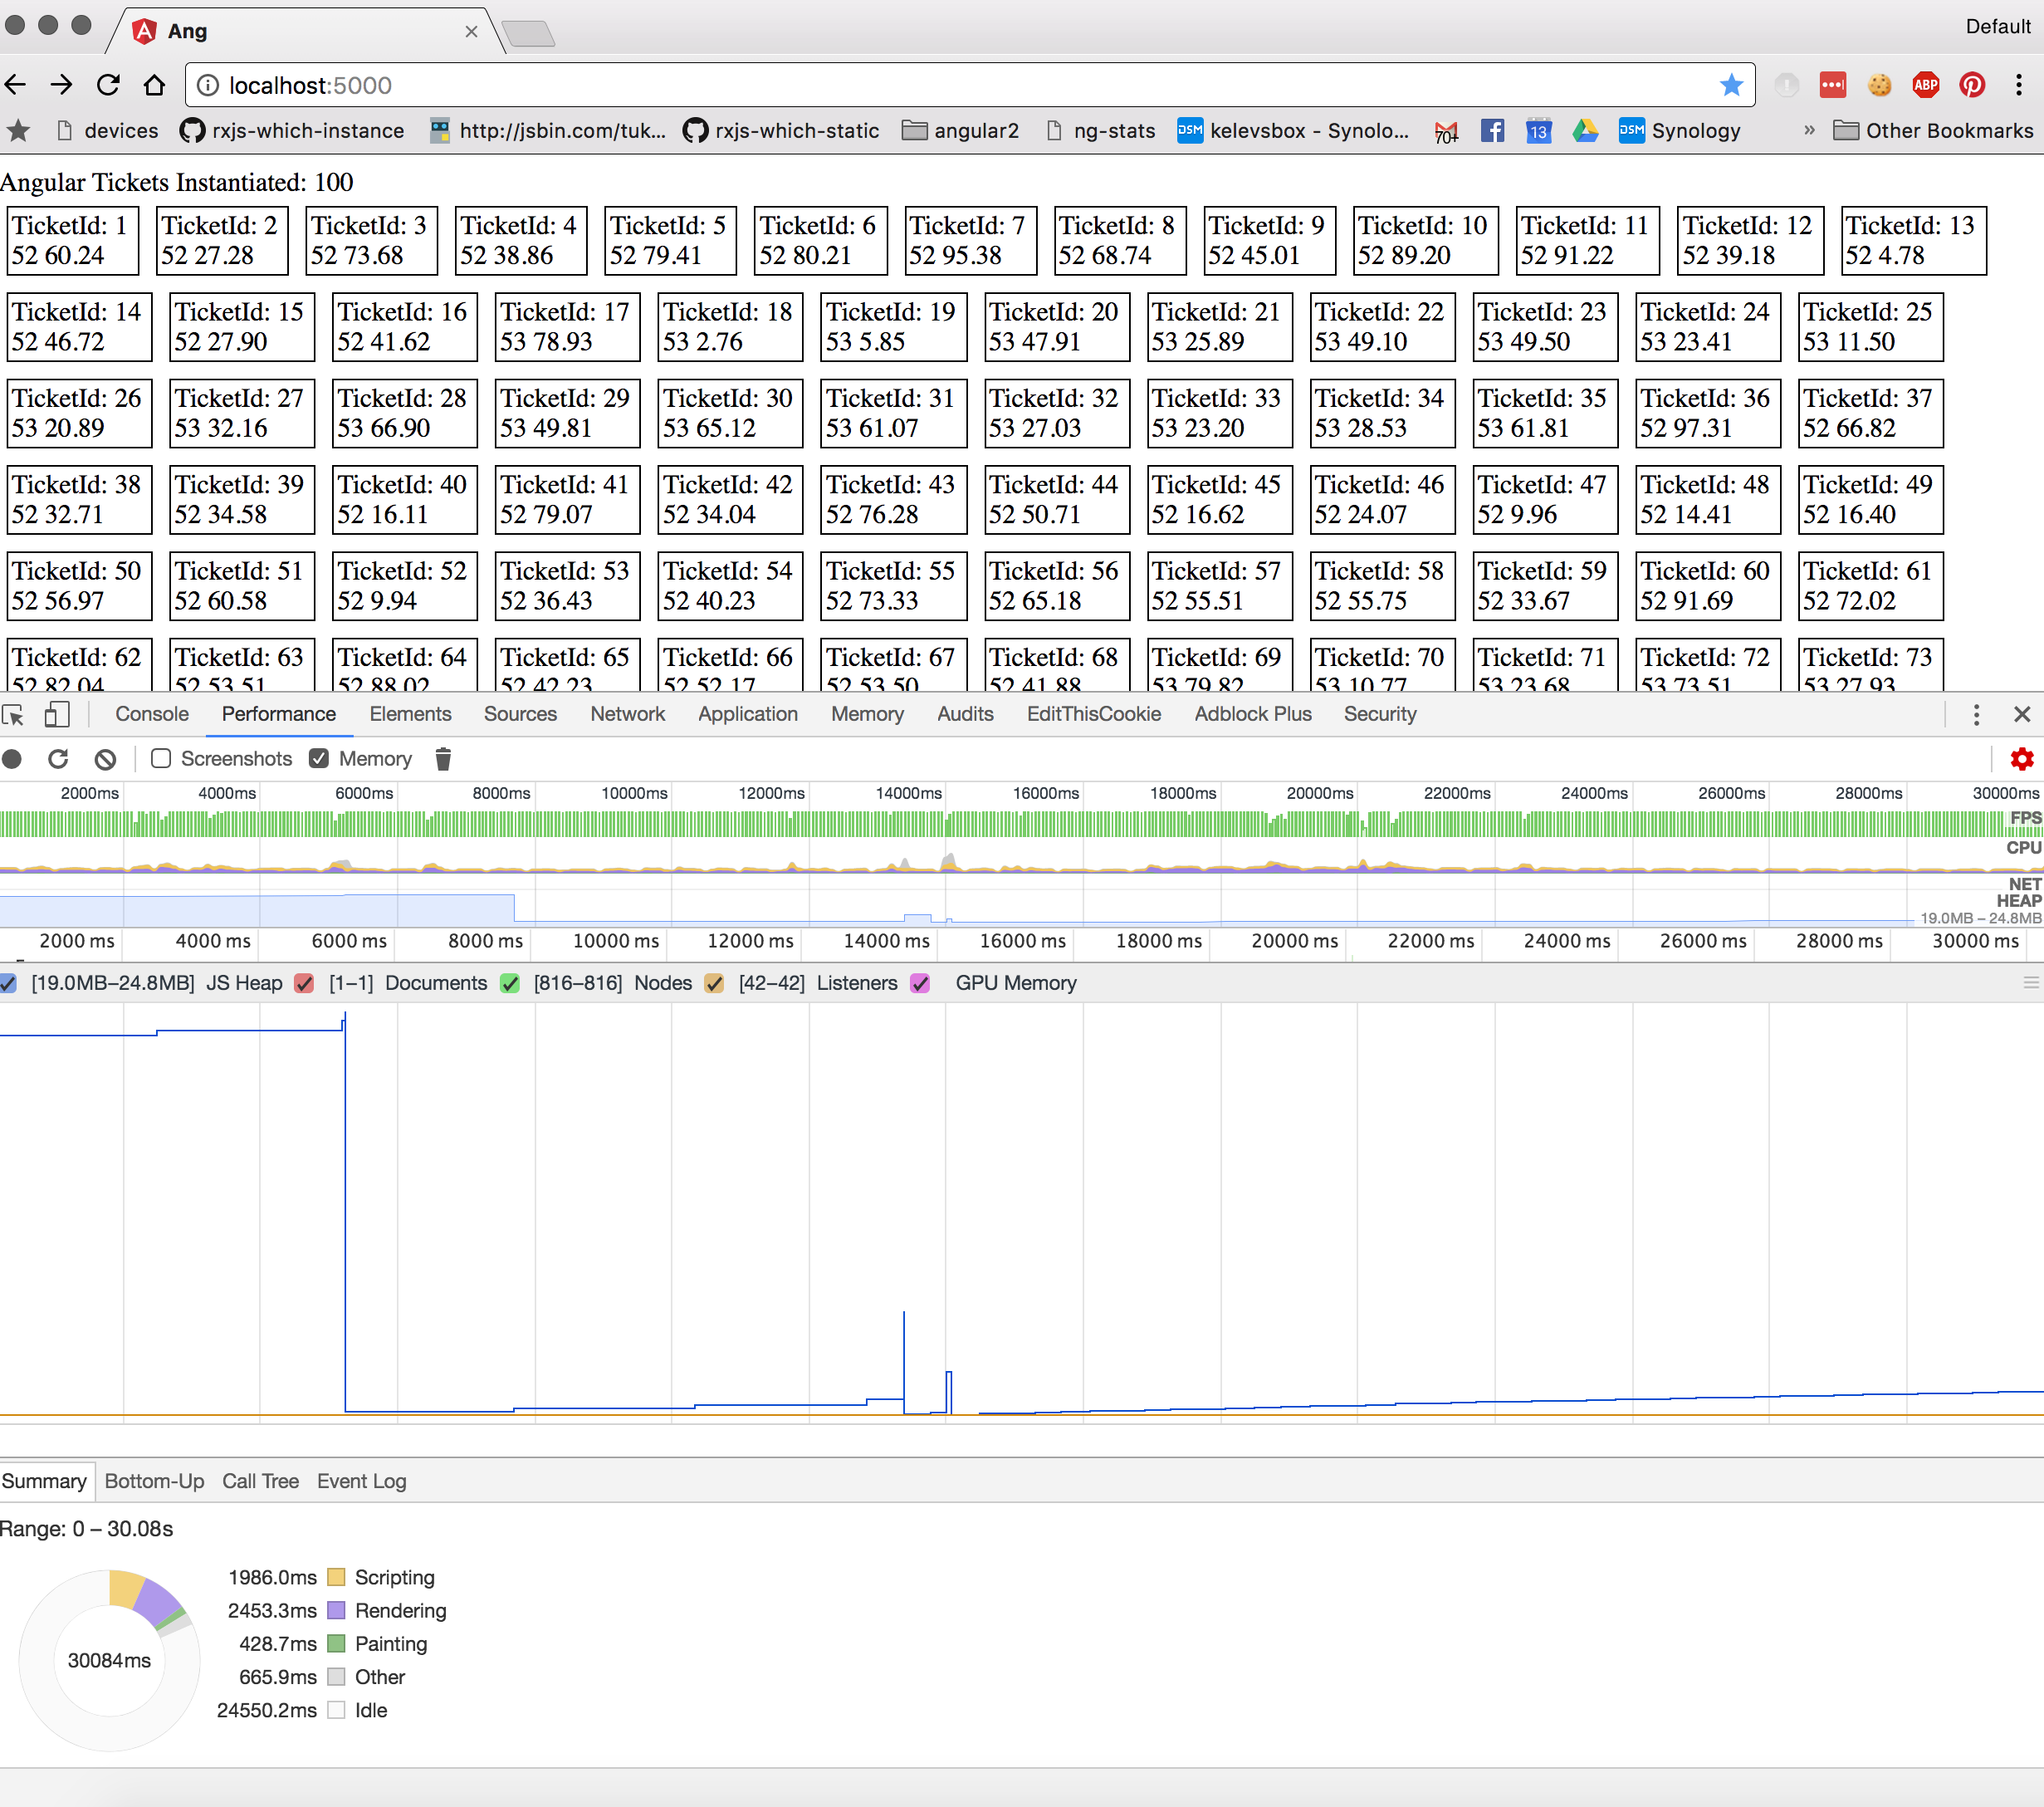 Ang
Default
localhost:5000
ABP
devices rxjs-which-instance http://jsbin.com/tuk... rxjs-which-static angular2 ng-stats DSM kelevsbox - Synolo... 70+ 13 DSM Synology » Other Bookmarks
Angular Tickets Instantiated: 100
TicketId: 1 TicketId: 2 TicketId: 3 TicketId: 4 TicketId: 5 TicketId: 6 TicketId: 7 TicketId: 8 TicketId: 9 TicketId: 10 TicketId: 11 TicketId: 12 TicketId: 13
52 60.24 52 27.28 52 73.68 52 38.86 52 79.41 52 80.21 52 95.38 52 68.74 52 45.01 52 89.20 52 91.22 52 39.18 52 4.78
TicketId: 14 TicketId: 15 TicketId: 16 TicketId: 17 TicketId: 18 TicketId: 19 TicketId: 20 TicketId: 21 TicketId: 22 TicketId: 23 TicketId: 24 TicketId: 25
52 46.72 52 27.90 52 41.62 53 78.93 53 2.76 53 5.85 53 47.91 53 25.89 53 49.10 53 49.50 53 23.41 53 11.50
TicketId: 26 TicketId: 27 TicketId: 28 TicketId: 29 TicketId: 30 TicketId: 31 TicketId: 32 TicketId: 33 TicketId: 34 TicketId: 35 TicketId: 36 TicketId: 37
53 20.89 53 32.16 53 66.90 53 49.81 53 65.12 53 61.07 53 27.03 53 23.20 53 28.53 53 61.81 52 97.31 52 66.82
TicketId: 38 TicketId: 39 TicketId: 40 TicketId: 41 TicketId: 42 TicketId: 43 TicketId: 44 TicketId: 45 TicketId: 46 TicketId: 47 TicketId: 48 TicketId: 49
52 32.71 52 34.58 52 16.11 52 79.07 52 34.04 52 76.28 52 50.71 52 16.62 52 24.07 52 9.96 52 14.41 52 16.40
TicketId: 50 TicketId: 51 TicketId: 52 TicketId: 53 TicketId: 54 TicketId: 55 TicketId: 56 TicketId: 57 TicketId: 58 TicketId: 59 TicketId: 60 TicketId: 61
52 56.97 52 60.58 52 9.94 52 36.43 52 40.23 52 73.33 52 65.18 52 55.51 52 55.75 52 33.67 52 91.69 52 72.02
TicketId: 62 TicketId: 63 TicketId: 64 TicketId: 65 TicketId: 66 TicketId: 67 TicketId: 68 TicketId: 69 TicketId: 70 TicketId: 71 TicketId: 72 TicketId: 73
52 82.04 52 53.51 52 88.02 52 42.23 52 52.17 52 53.50 52 41.88 53 79.82 53 10.77 53 23.68 53 73.51 53 27.93
Console Performance Elements Sources Network Application Memory Audits EditThisCookie Adblock Plus Security
Screenshots Memory
2000ms 4000ms 6000ms 8000ms 10000ms 12000ms 14000ms 16000ms 18000ms 20000ms 22000ms 24000ms 26000ms 28000ms 30000ms
FPS
CPU
NET
HEAP
19.0MB – 24.8MB
2000 ms 4000 ms 6000 ms 8000 ms 10000 ms 12000 ms 14000 ms 16000 ms 18000 ms 20000 ms 22000 ms 24000 ms 26000 ms 28000 ms 30000 ms
[19.0MB–24.8MB] JS Heap [1–1] Documents [816–816] Nodes [42–42] Listeners GPU Memory
Summary Bottom-Up Call Tree Event Log
Range: 0 – 30.08s
30084ms
1986.0ms Scripting
2453.3ms Rendering
428.7ms Painting
665.9ms Other
24550.2ms Idle